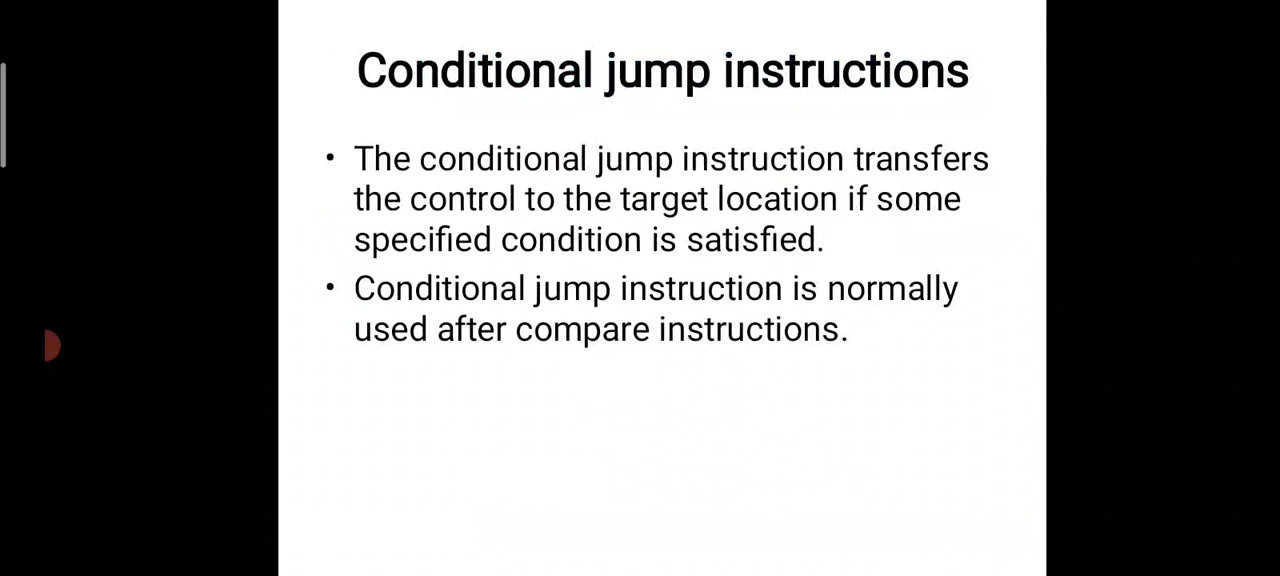 Conditional jump instructions
• The conditional jump instruction transfers
the control to the target location if some
specified condition is satisfied.
• Conditional jump instruction is normally
used after compare instructions.